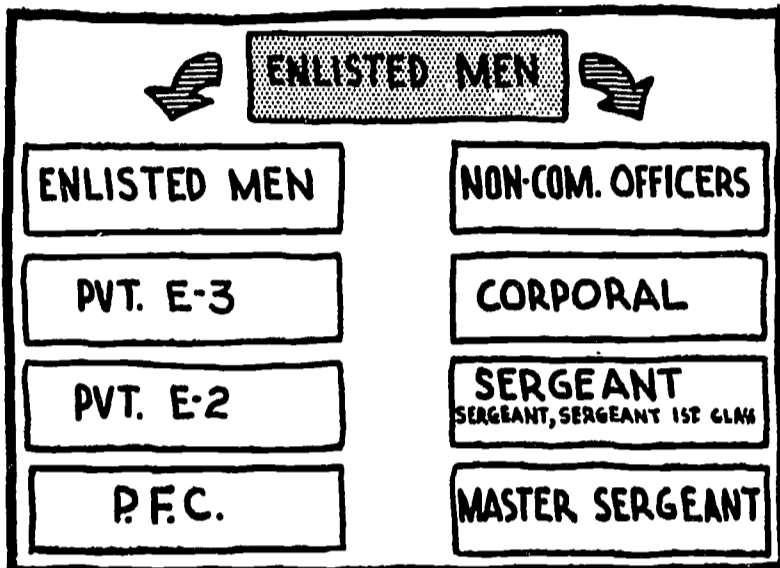 ENLISTED MEN
ENLISTED MEN
PVT. E-3
PVT. E-2
P.F.C.
NON-COM. OFFICERS
CORPORAL
SERGEANT
SERGEANT, SERGEANT 1ST CLASS
MASTER SERGEANT